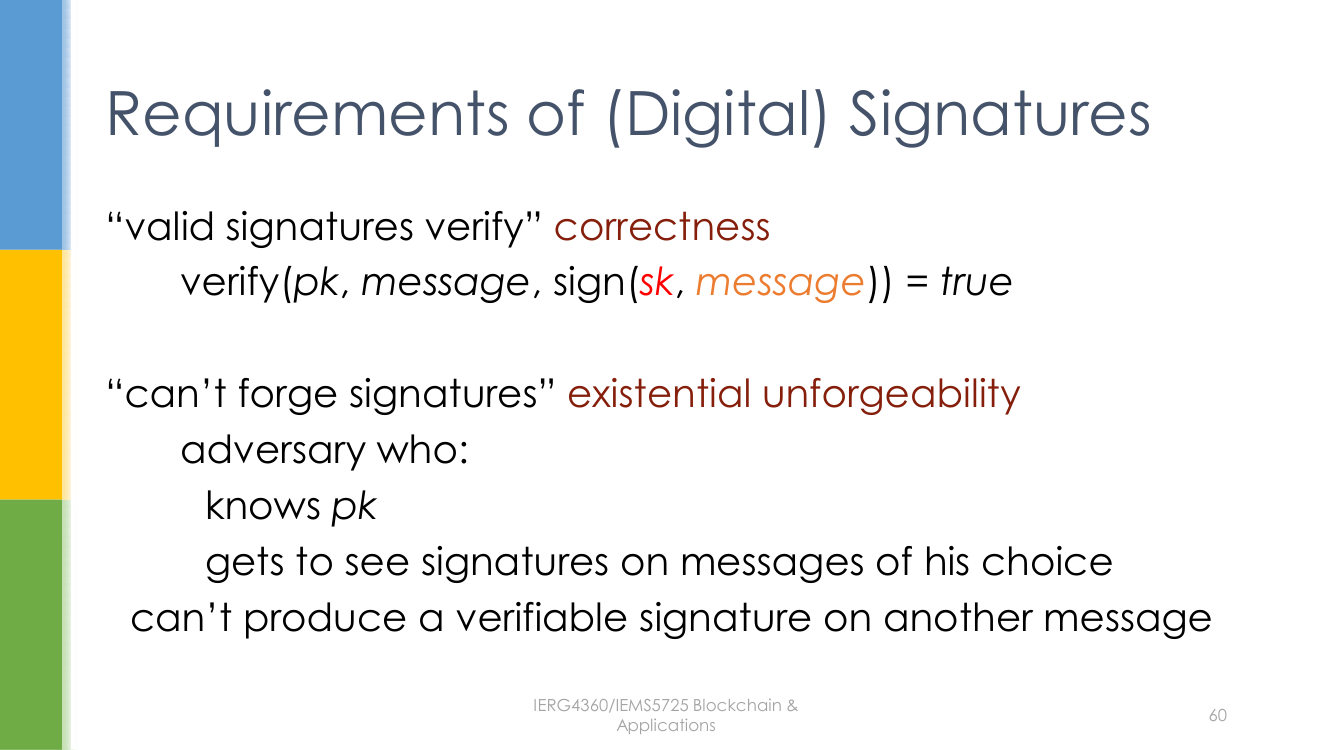 Requirements of (Digital) Signatures
“valid signatures verify” correctness
verify(pk, message, sign(sk, message)) = true
“can’t forge signatures” existential unforgeability
adversary who:
knows pk
gets to see signatures on messages of his choice
can’t produce a verifiable signature on another message
IERG4360/IEMS5725 Blockchain &
Applications
60